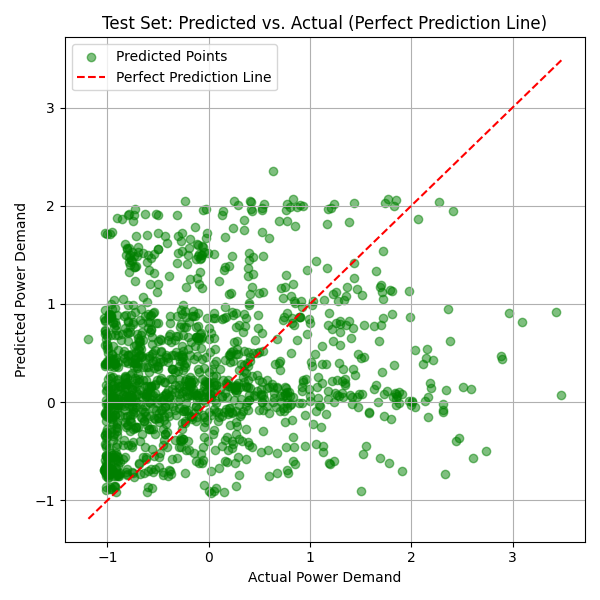 Test Set: Predicted vs. Actual (Perfect Prediction Line)
Predicted Points
Perfect Prediction Line
Predicted Power Demand
3
2
1
0
−1
−1
0
1
2
3
Actual Power Demand